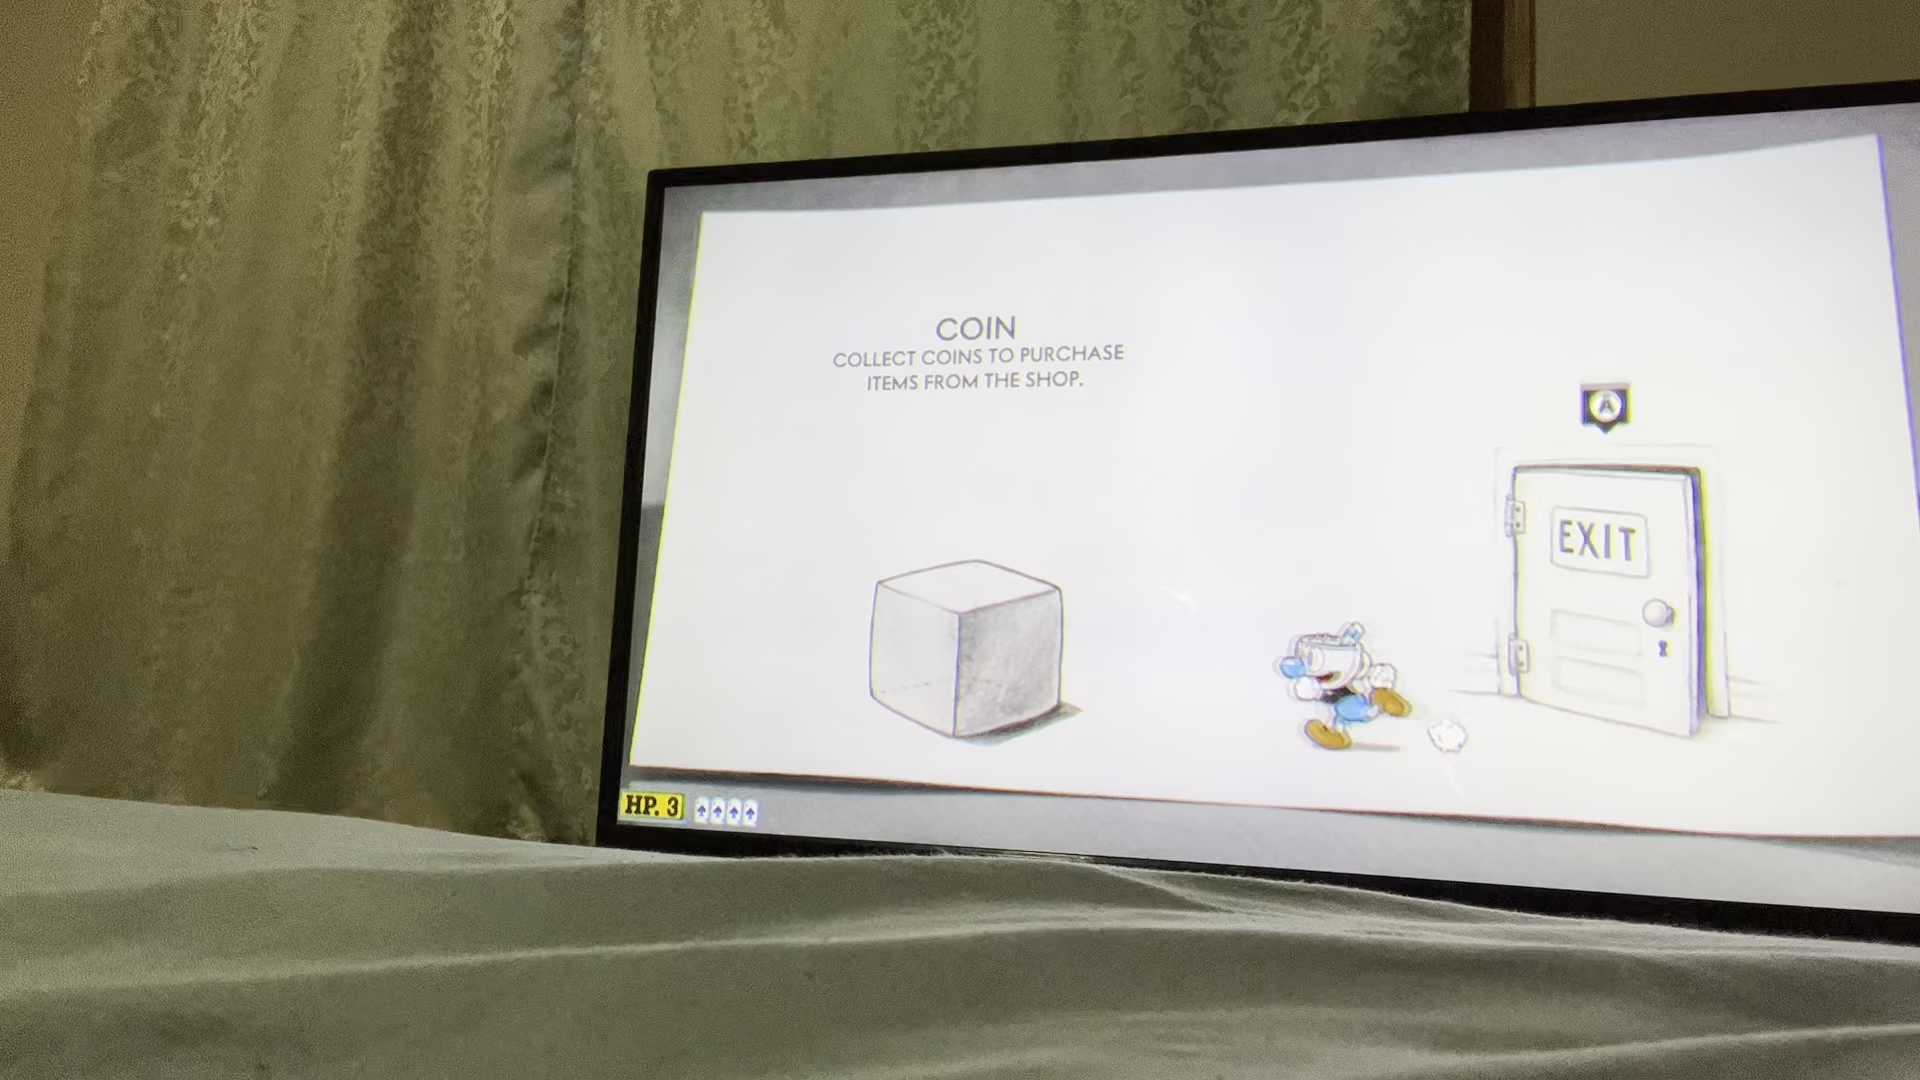 COIN
COLLECT COINS TO PURCHASE
ITEMS FROM THE SHOP.
A
EXIT
HP. 3